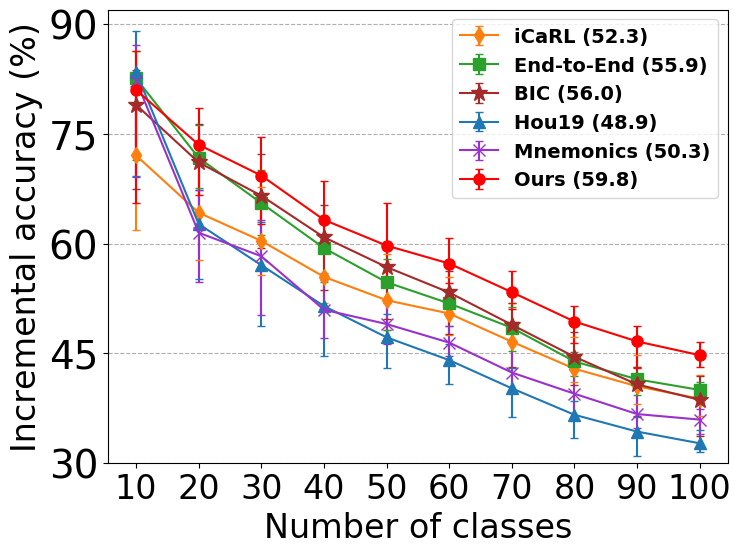 90
75
60
45
30
Incremental accuracy (%)
iCaRL (52.3)
End-to-End (55.9)
BIC (56.0)
Hou19 (48.9)
Mnemonics (50.3)
Ours (59.8)
10 20 30 40 50 60 70 80 90 100
Number of classes